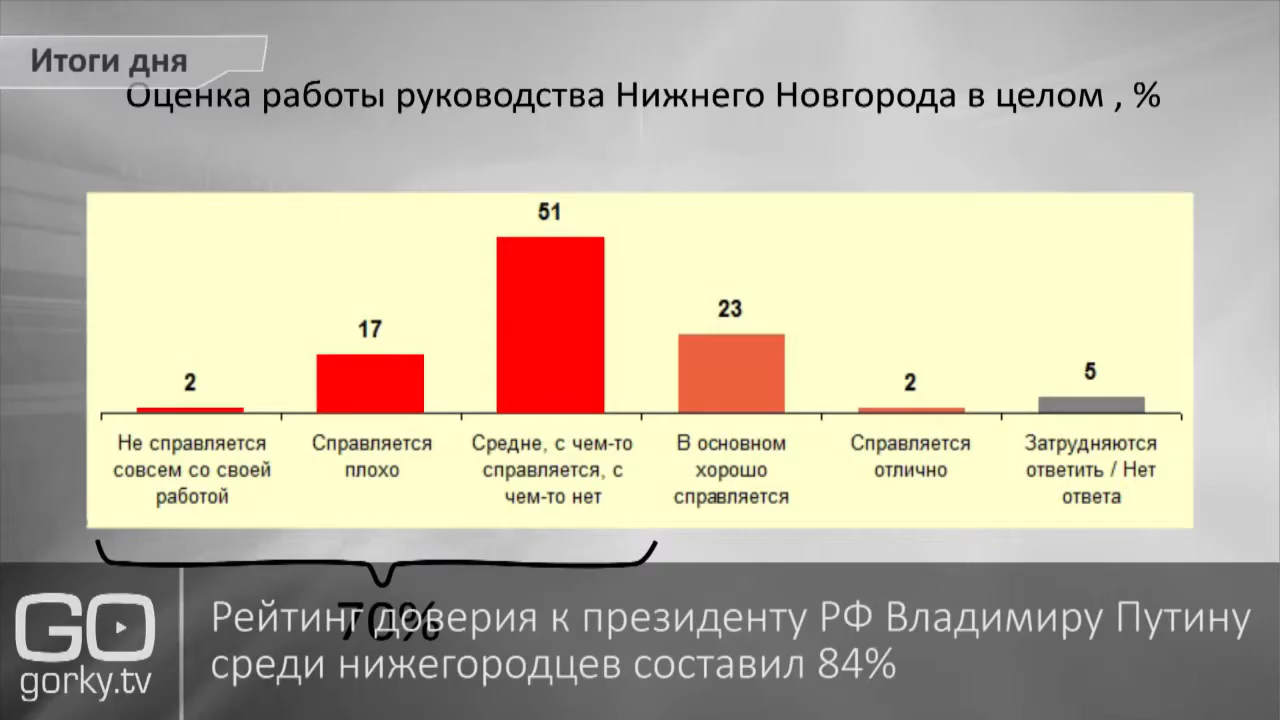 Итоги дня
Оценка работы руководства Нижнего Новгорода в целом , %
51
23
17
2
2
5
Не справляется
совсем со своей
работой
Справляется
плохо
Средне, с чем-то
справляется, с
чем-то нет
В основном
хорошо
справляется
Справляется
отлично
Затрудняются
ответить / Нет
ответа
70%
GO
gorky.tv
Рейтинг доверия к президенту РФ Владимиру Путину
среди нижегородцев составил 84%